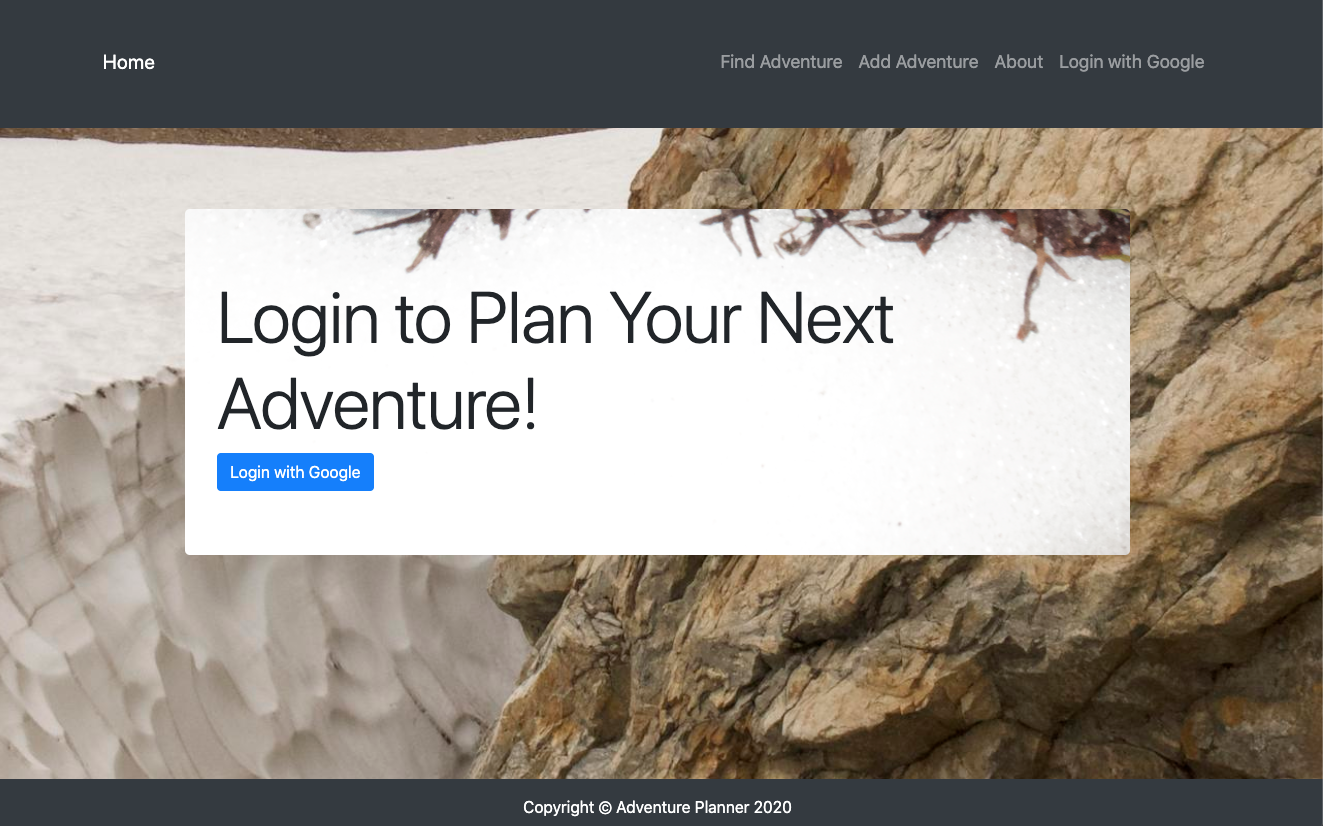 Home
Find Adventure Add Adventure About Login with Google
Login to Plan Your Next
Adventure!
Login with Google
Copyright © Adventure Planner 2020